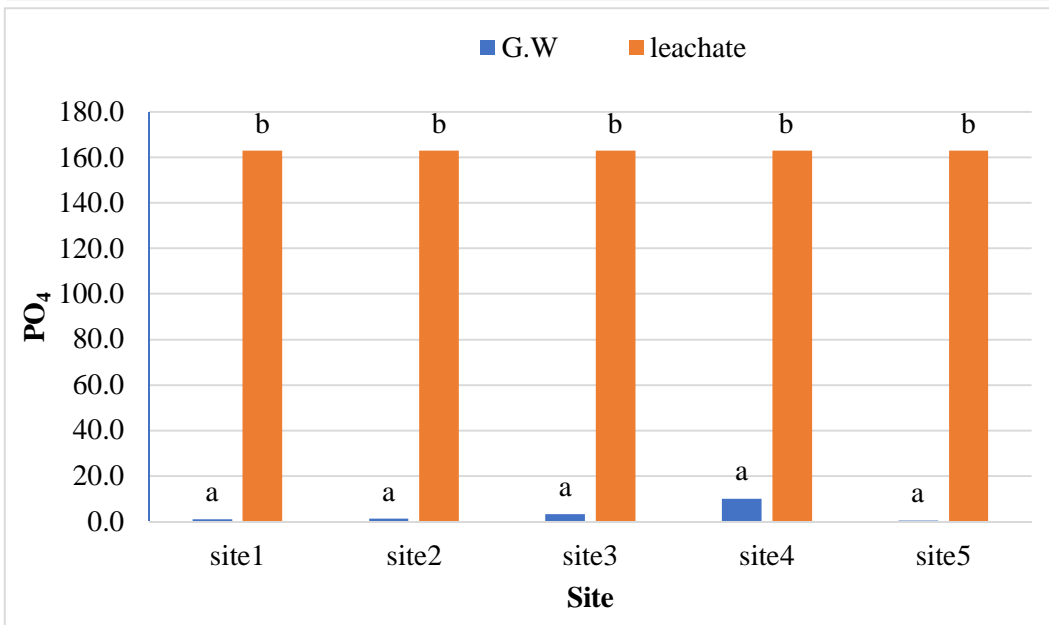 G.W leachate
180.0
160.0
140.0
120.0
100.0
80.0
60.0
40.0
20.0
0.0
PO₄
b b b b b
a a a a a
site1 site2 site3 site4 site5
Site